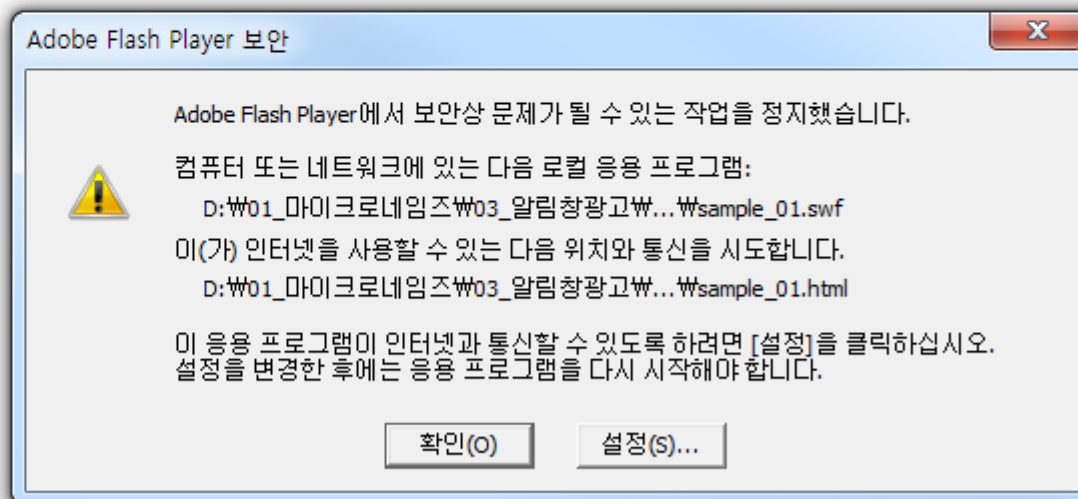 Adobe Flash Player 보안
Adobe Flash Player에서 보안상 문제가 될 수 있는 작업을 정지했습니다.
컴퓨터 또는 네트워크에 있는 다음 로컬 응용 프로그램:
D:₩01_마이크로네임즈₩03_알림창광고₩...₩sample_01.swf
이(가) 인터넷을 사용할 수 있는 다음 위치와 통신을 시도합니다.
D:₩01_마이크로네임즈₩03_알림창광고₩...₩sample_01.html
이 응용 프로그램이 인터넷과 통신할 수 있도록 하려면 [설정]을 클릭하십시오.
설정을 변경한 후에는 응용 프로그램을 다시 시작해야 합니다.
확인(O) 설정(S)...